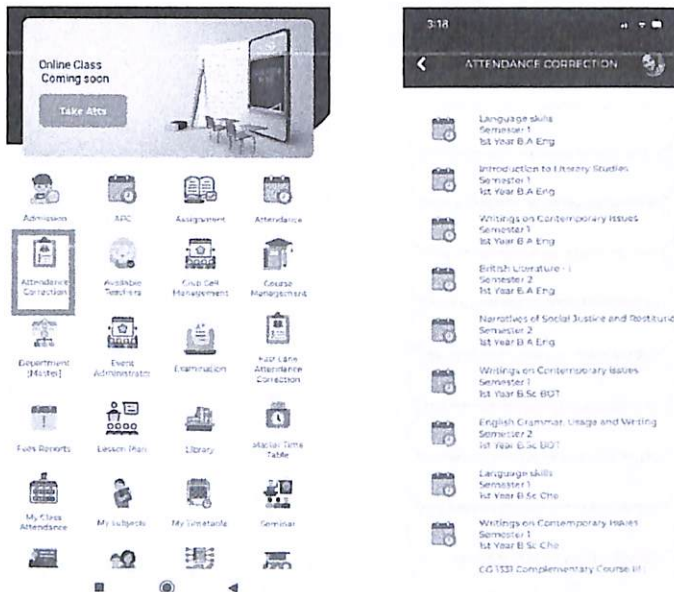 Online Class
Coming soon
Take Atts
Admission
APC
Assignment
Attendance
Attendance
Correction
Available
Teachers
Club Cell
Management
Course
Management
Department
[Master]
Event
Administrator
Examination
Fast Lane
Attendance
Correction
Fees Reports
Lesson Plan
Library
Master Time
Table
My Class
Attendance
My Subjects
My Timetable
Seminar
3:18
ATTENDANCE CORRECTION
Language skills
Semester 1
1st Year B.A Eng
Introduction to Literary Studies
Semester 1
1st Year B.A Eng
Writings on Contemporary Issues
Semester 1
1st Year B.A Eng
British Literature - I
Semester 2
1st Year B.A Eng
Narratives of Social Justice and Restitutio
Semester 2
1st Year B.A Eng
Writings on Contemporary Issues
Semester 1
1st Year B.Sc BOT
English Grammar, Usage and Writing
Semester 2
1st Year B.Sc BOT
Language skills
Semester 1
1st Year B.Sc Che
Writings on Contemporary Issues
Semester 1
1st Year B.Sc Che
CG 1331 Complementary Course III